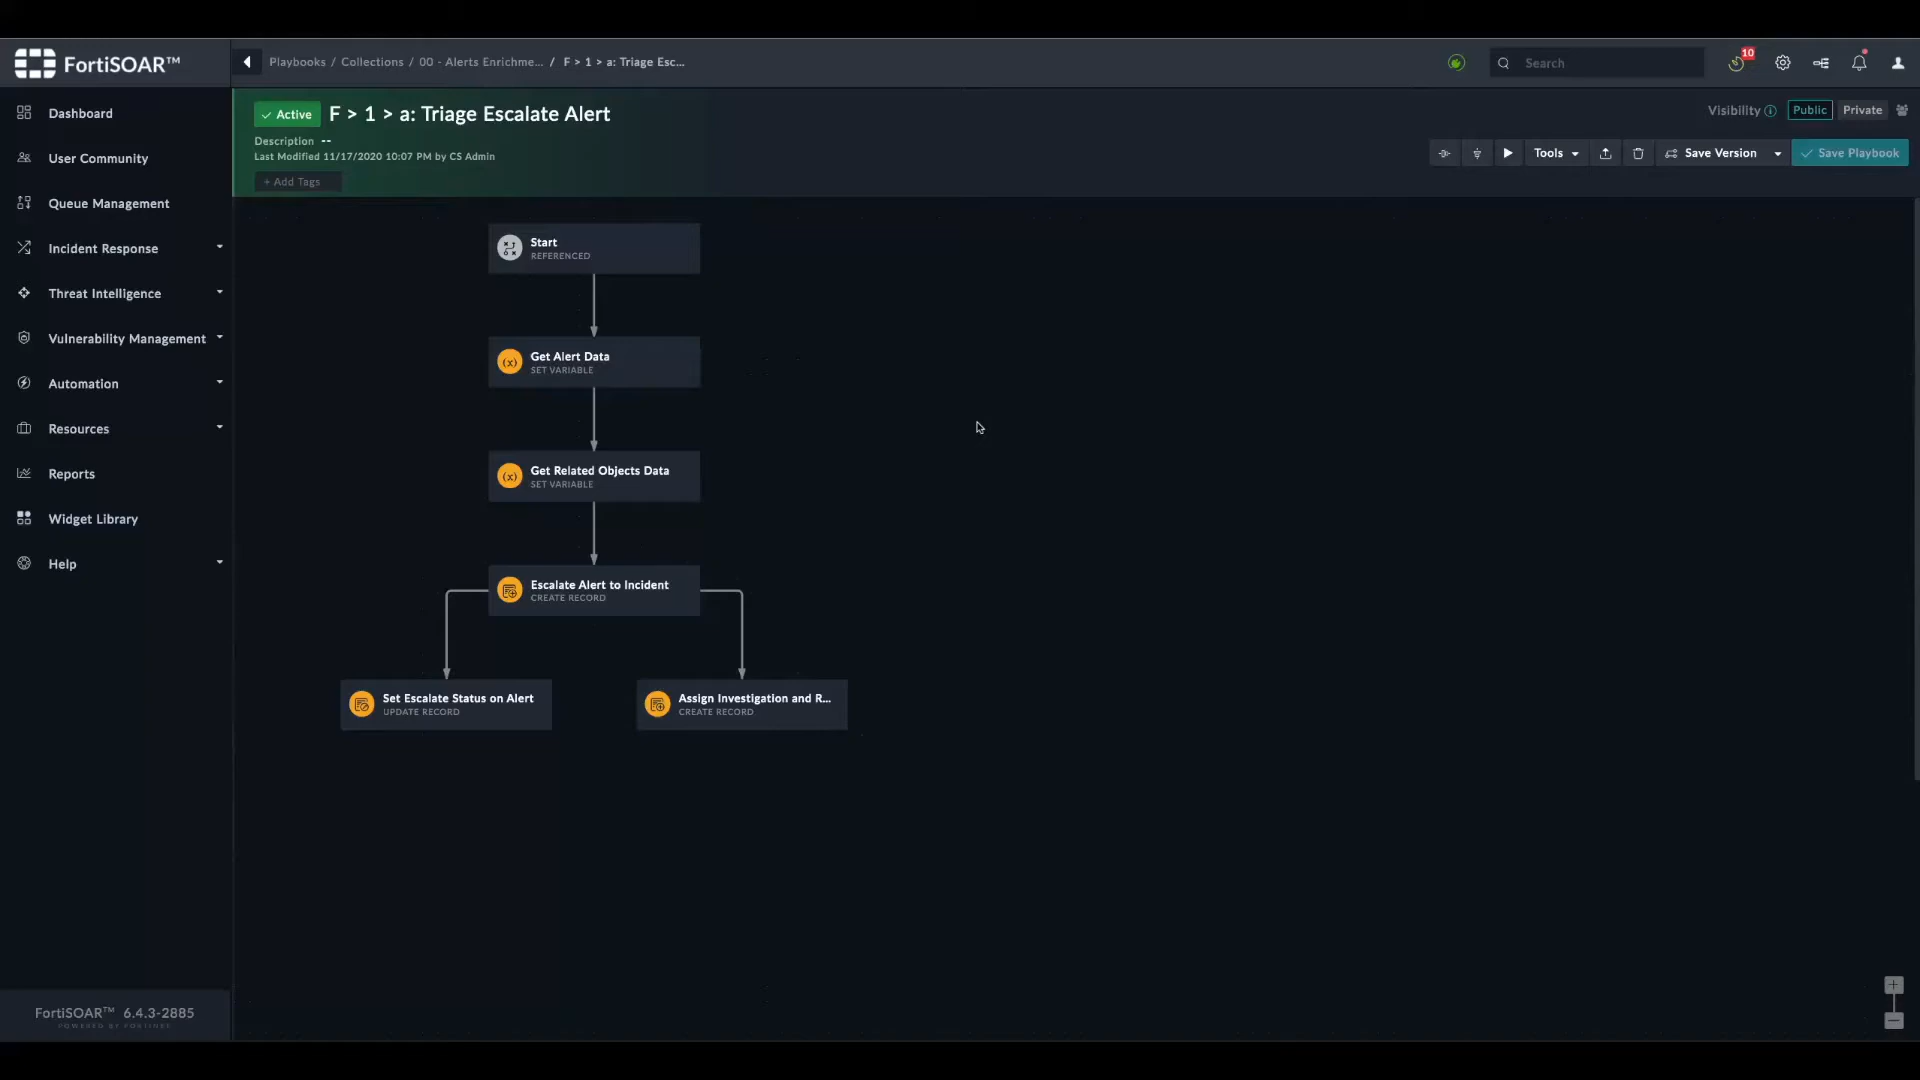 FortiSOAR™
Playbooks / Collections / 00 - Alerts Enrichme... / F > 1 > a: Triage Esc...
Search
10
Dashboard
User Community
Queue Management
Incident Response
Threat Intelligence
Vulnerability Management
Automation
Resources
Reports
Widget Library
Help
FortiSOAR™ 6.4.3-2885
POWERED BY FORTINET
Active F > 1 > a: Triage Escalate Alert
Description --
Last Modified 11/17/2020 10:07 PM by CS Admin
+ Add Tags
Visibility Public Private
Tools Save Version Save Playbook
Start
REFERENCED
Get Alert Data
SET VARIABLE
Get Related Objects Data
SET VARIABLE
Escalate Alert to Incident
CREATE RECORD
Set Escalate Status on Alert
UPDATE RECORD
Assign Investigation and R...
CREATE RECORD